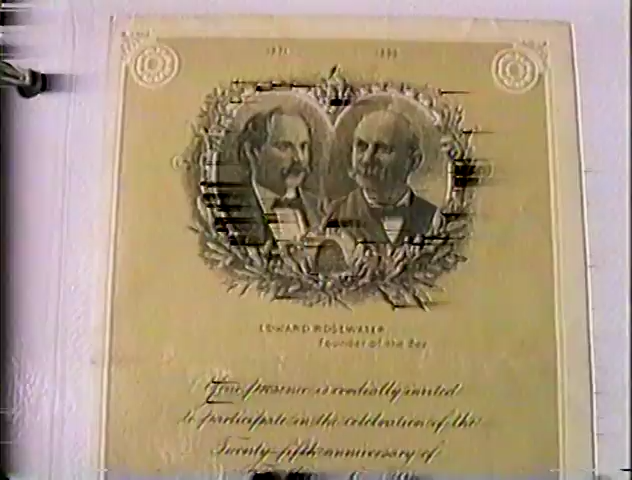 1871 1896
EDWARD ROSEWATER
Founder of the Bee
Your presence is cordially invited
to participate in the celebration of the
Twenty-fifth anniversary of